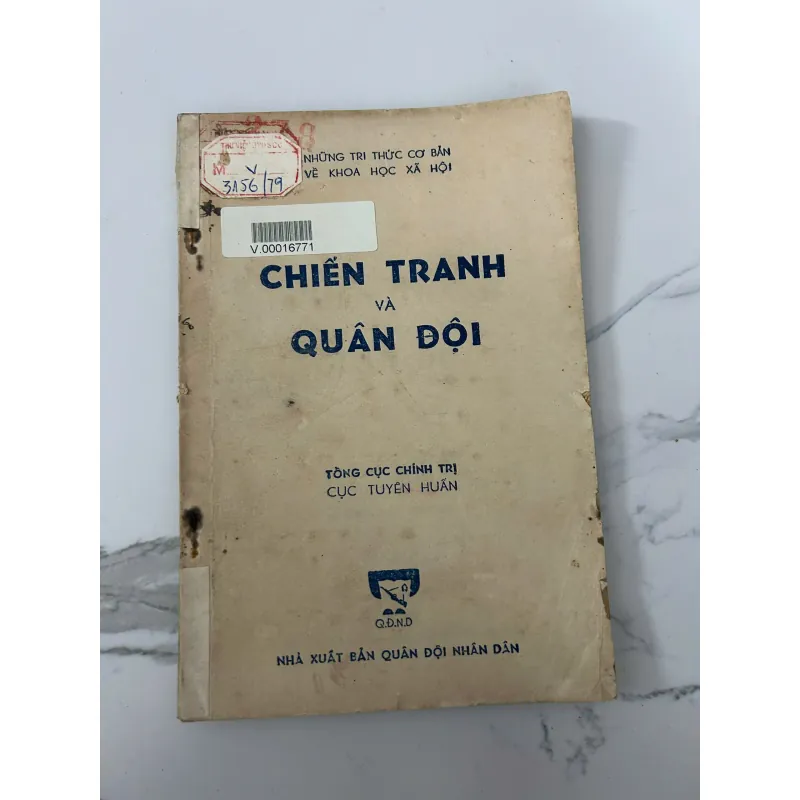 NHỮNG TRI THỨC CƠ BẢN
VỀ KHOA HỌC XÃ HỘI
M V
3A56/79
V.00016771
CHIẾN TRANH
VÀ
QUÂN ĐỘI
TỔNG CỤC CHÍNH TRỊ
CỤC TUYÊN HUẤN
Q.Đ.N.D
NHÀ XUẤT BẢN QUÂN ĐỘI NHÂN DÂN